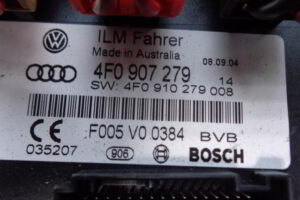 ILM Fahrer
Made in Australia
08.09.04
4F0 907 279
14
SW: 4F0 910 279 008
CE F005 V0 0384 BVB
035207 906 BOSCH